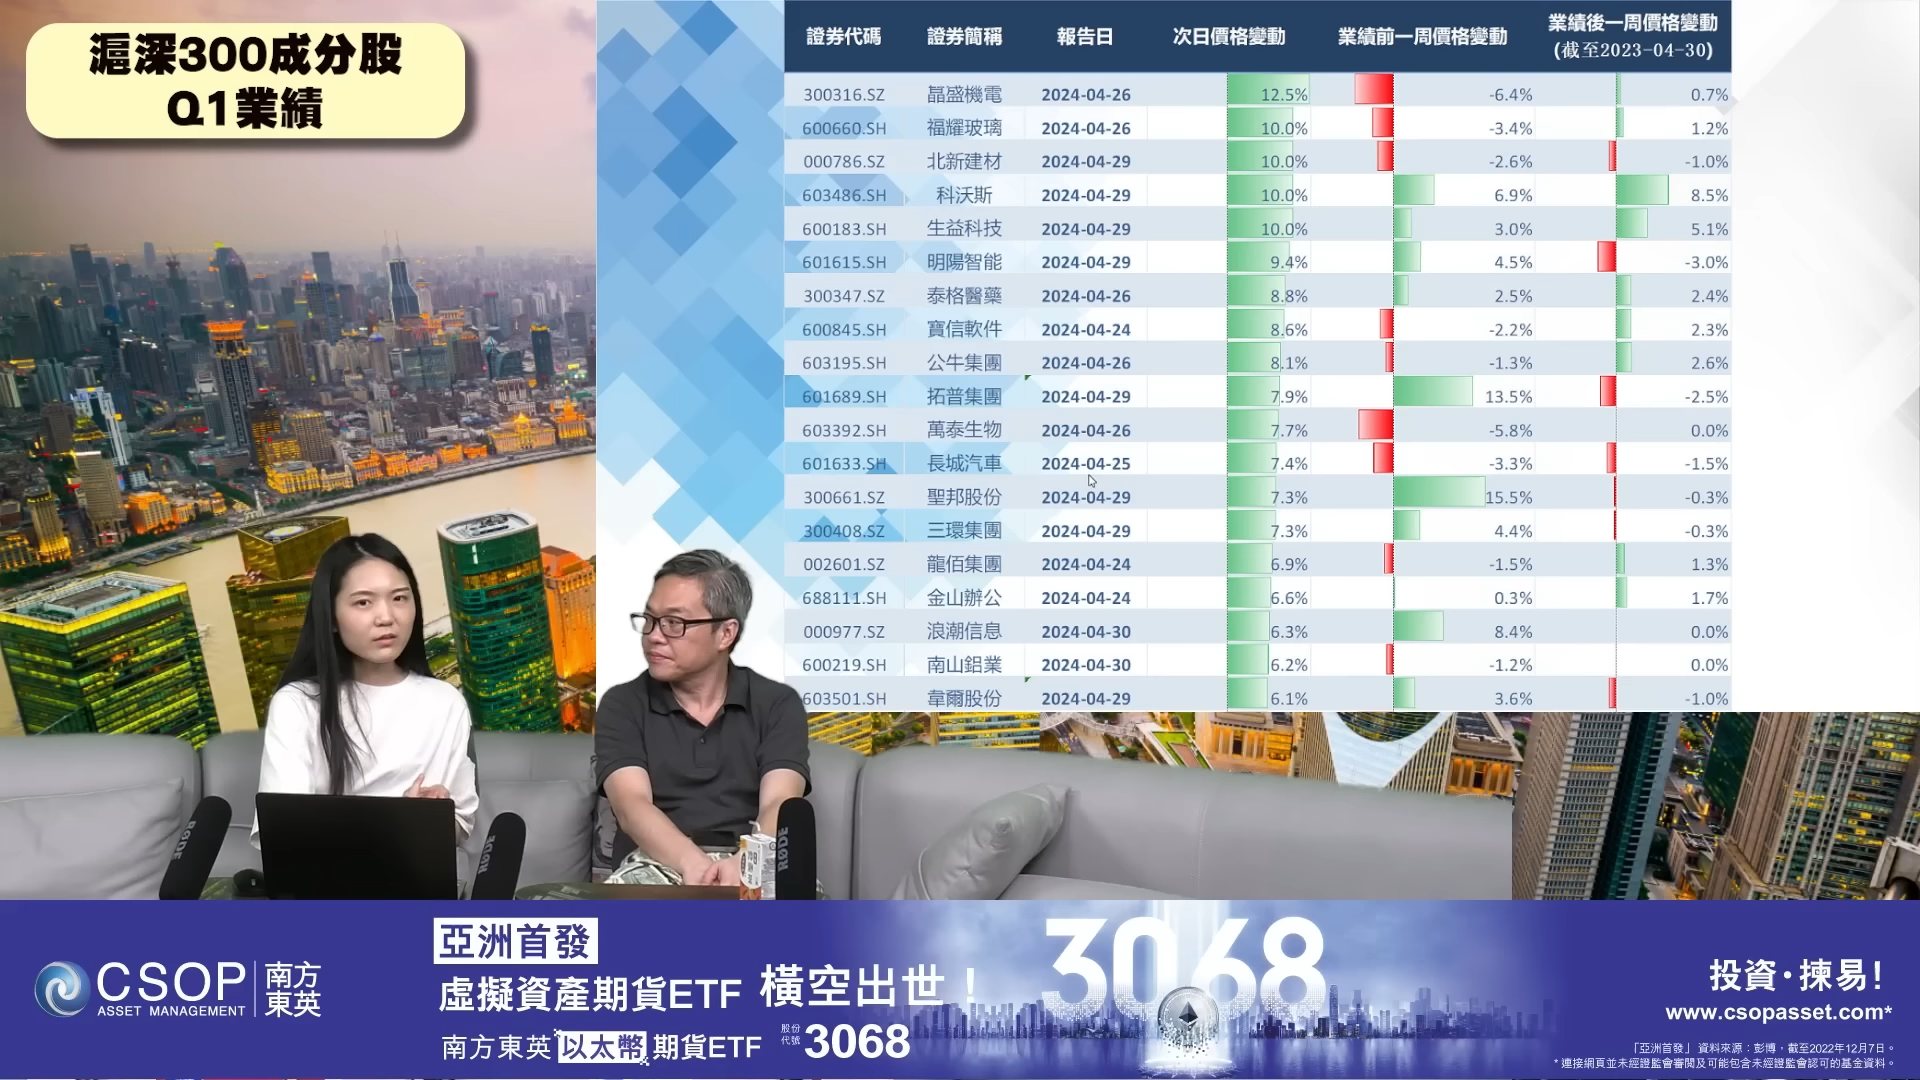 滬深300成分股
Q1業績
證券代碼 證券簡稱 報告日 次日價格變動 業績前一周價格變動 業績後一周價格變動
(截至2023-04-30)
300316.SZ 晶盛機電 2024-04-26 12.5% -6.4% 0.7%
600660.SH 福耀玻璃 2024-04-26 10.0% -3.4% 1.2%
000786.SZ 北新建材 2024-04-29 10.0% -2.6% -1.0%
603486.SH 科沃斯 2024-04-29 10.0% 6.9% 8.5%
600183.SH 生益科技 2024-04-29 10.0% 3.0% 5.1%
601615.SH 明陽智能 2024-04-29 9.4% 4.5% -3.0%
300347.SZ 泰格醫藥 2024-04-26 8.8% 2.5% 2.4%
600845.SH 寶信軟件 2024-04-24 8.6% -2.2% 2.3%
603195.SH 公牛集團 2024-04-26 8.1% -1.3% 2.6%
601689.SH 拓普集團 2024-04-29 7.9% 13.5% -2.5%
603392.SH 萬泰生物 2024-04-26 7.7% -5.8% 0.0%
601633.SH 長城汽車 2024-04-25 7.4% -3.3% -1.5%
300661.SZ 聖邦股份 2024-04-29 7.3% 15.5% -0.3%
300408.SZ 三環集團 2024-04-29 7.3% 4.4% -0.3%
002601.SZ 龍佰集團 2024-04-24 6.9% -1.5% 1.3%
688111.SH 金山辦公 2024-04-24 6.6% 0.3% 1.7%
000977.SZ 浪潮信息 2024-04-30 6.3% 8.4% 0.0%
600219.SH 南山鋁業 2024-04-30 6.2% -1.2% 0.0%
603501.SH 韋爾股份 2024-04-29 6.1% 3.6% -1.0%
RØDE
RØDE
RØDE
CSOP
ASSET MANAGEMENT
南方
東英
亞洲首發
虛擬資產期貨ETF 橫空出世！
南方東英以太幣期貨ETF 股份代號 3068
3068
投資·揀易！
www.csopasset.com*
「亞洲首發」資料來源：彭博，截至2022年12月7日。
* 連接網頁並未經證監會審閱及可能包含未經證監會認可的基金資料。